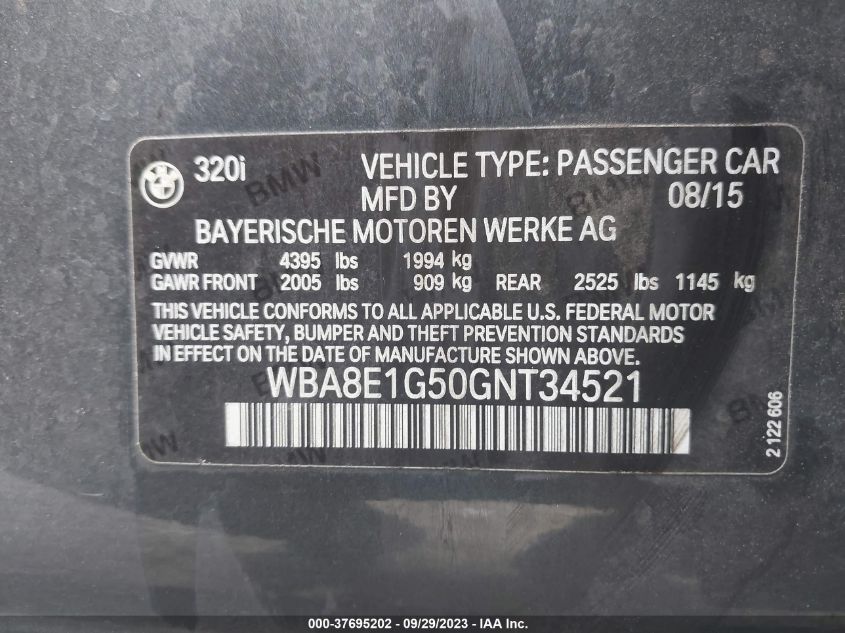 320i VEHICLE TYPE: PASSENGER CAR
MFD BY 08/15
BAYERISCHE MOTOREN WERKE AG
GVWR 4395 lbs 1994 kg
GAWR FRONT 2005 lbs 909 kg REAR 2525 lbs 1145 kg
THIS VEHICLE CONFORMS TO ALL APPLICABLE U.S. FEDERAL MOTOR
VEHICLE SAFETY, BUMPER AND THEFT PREVENTION STANDARDS
IN EFFECT ON THE DATE OF MANUFACTURE SHOWN ABOVE.
WBA8E1G50GNT34521
2 122 606
000-37695202 - 09/29/2023 - IAA Inc.